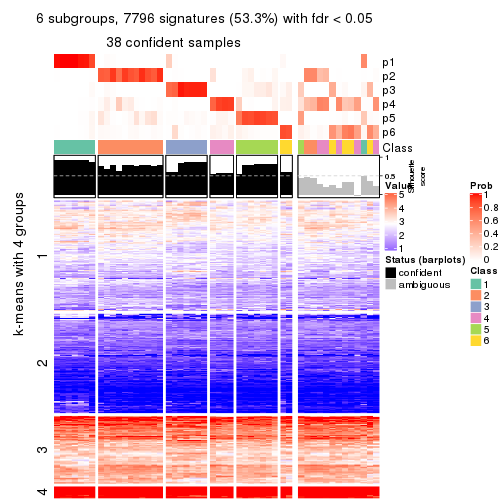 6 subgroups, 7796 signatures (53.3%) with fdr < 0.05
38 confident samples
p1
p2
p3
p4
p5
p6
Class
1
0.5
0
Silhouette
score
k-means with 4 groups
1
2
3
4
Value
5
4
3
2
1
Status (barplots)
confident
ambiguous
Prob
1
0.8
0.6
0.4
0.2
0
Class
1
2
3
4
5
6